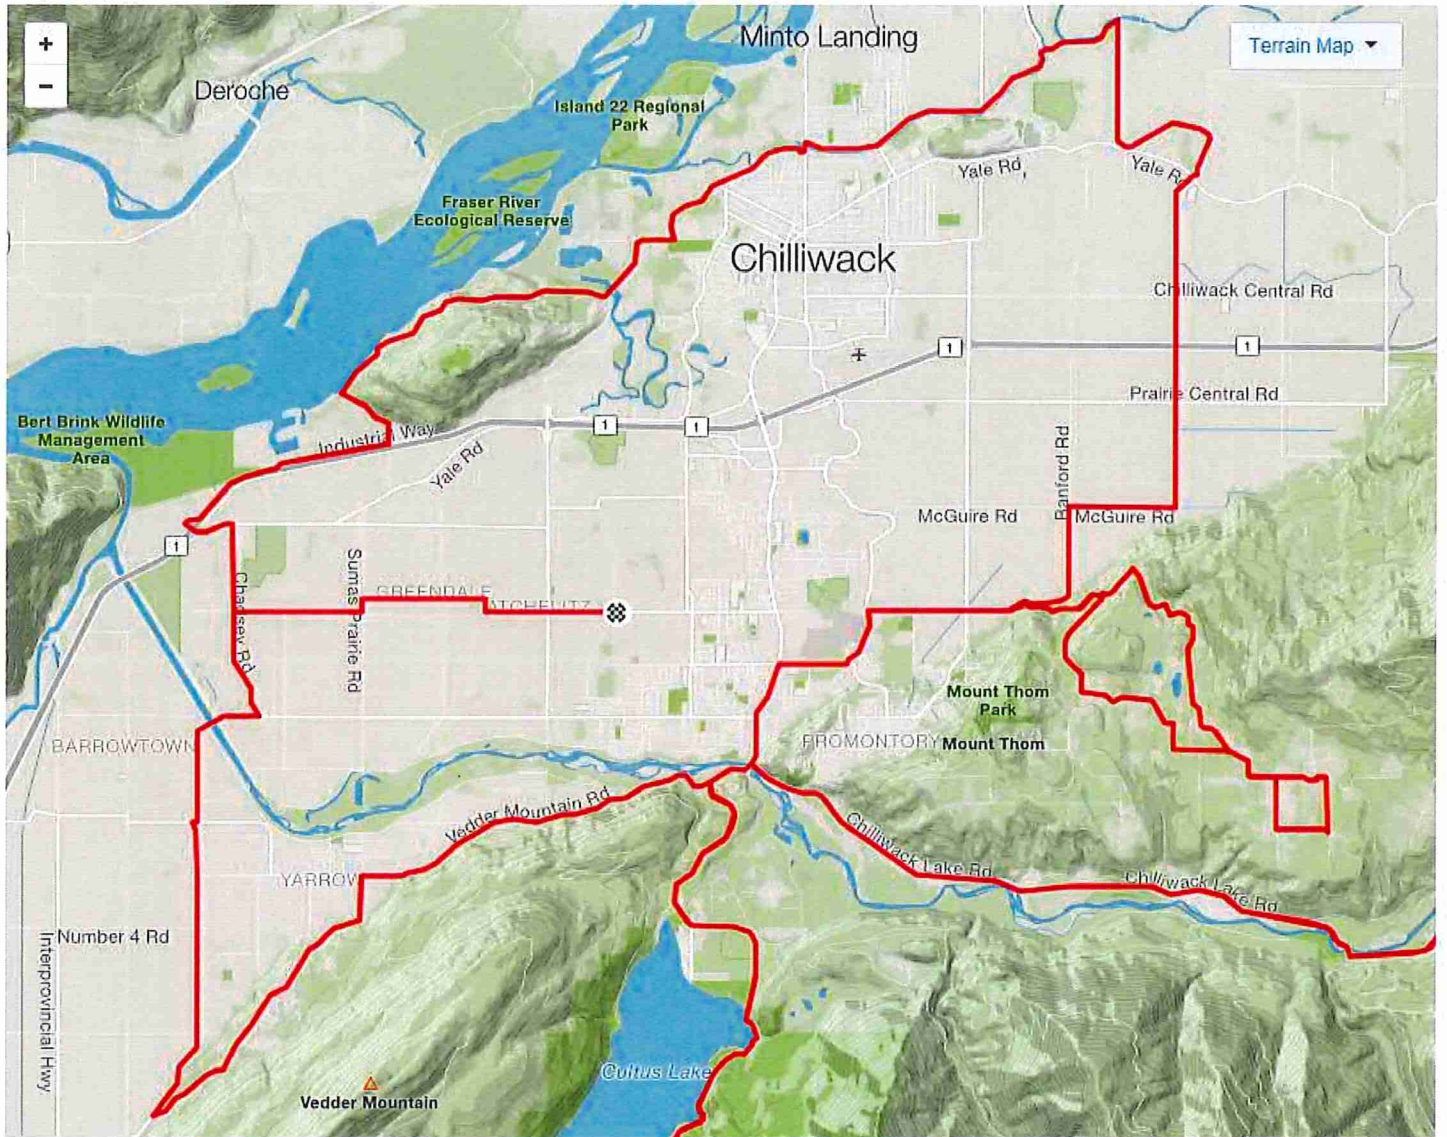 +
−
Terrain Map
Minto Landing
Deroche
Island 22 Regional
Park
Yale Rd
Yale R
Fraser River
Ecological Reserve
Chilliwack
Chilliwack Central Rd
1
1
Prairie Central Rd
Bert Brink Wildlife
Management
Area
1
1
Industrial Way
Yale Rd
Banford Rd
McGuire Rd
McGuire Rd
1
Chadsey Rd
Sumas Prairie Rd
GREENDALE
ATCHELITZ
Mount Thom
Park
BARROWTOWN
PROMONTORY
Mount Thom
Vedder Mountain Rd
Chilliwack Lake Rd
YARROW
Chilliwack Lake Rd
Number 4 Rd
Interprovincial Hwy.
Cultus Lake
Vedder Mountain